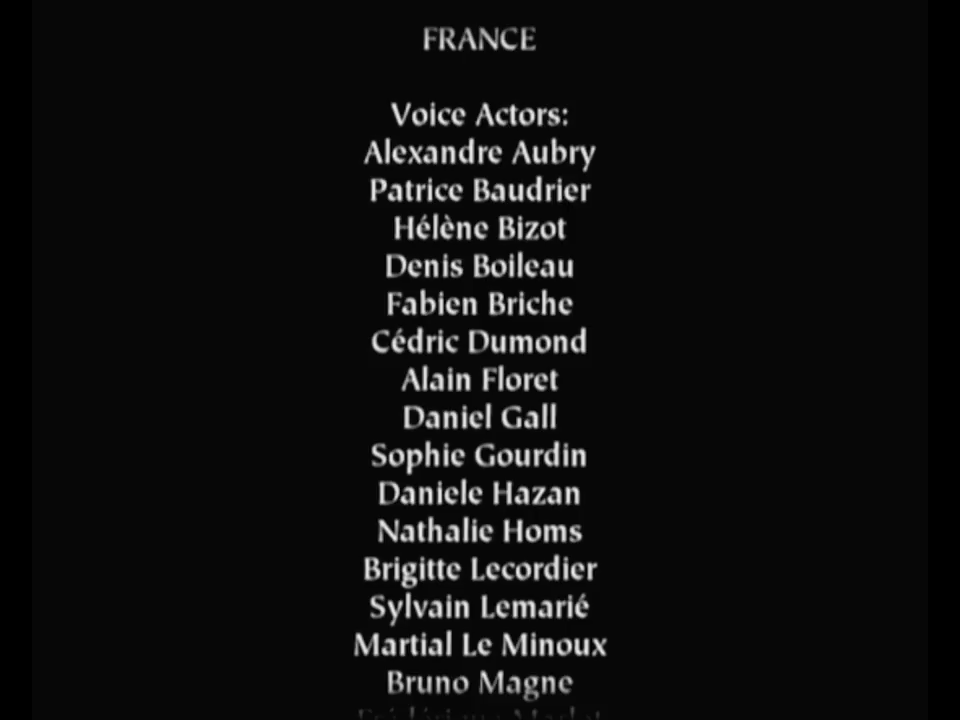 FRANCE
Voice Actors:
Alexandre Aubry
Patrice Baudrier
Hélène Bizot
Denis Boileau
Fabien Briche
Cédric Dumond
Alain Floret
Daniel Gall
Sophie Gourdin
Daniele Hazan
Nathalie Homs
Brigitte Lecordier
Sylvain Lemarié
Martial Le Minoux
Bruno Magne